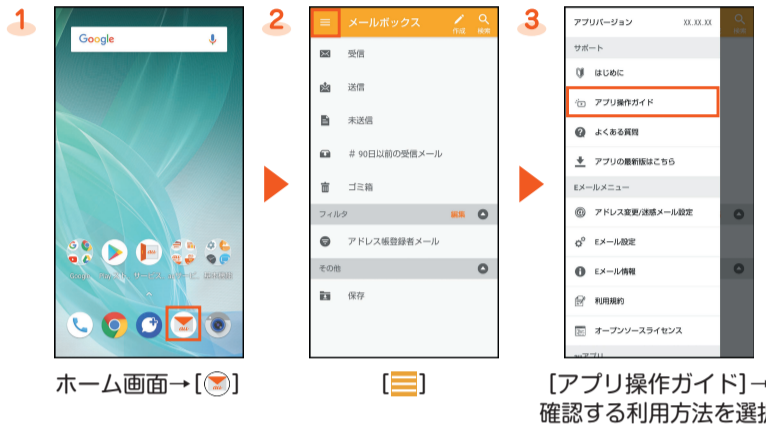 1
Google
ホーム画面→[au]
2
メールボックス
作成
検索
受信
送信
未送信
# 90日以前の受信メール
ゴミ箱
フィルタ
編集
アドレス帳登録者メール
その他
保存
[≡]
3
アプリバージョン
XX.XX.XX
サポート
はじめに
アプリ操作ガイド
よくある質問
アプリの最新版はこちら
Eメールメニュー
アドレス変更/迷惑メール設定
Eメール設定
Eメール情報
利用規約
オープンソースライセンス
[アプリ操作ガイド]→
確認する利用方法を選択